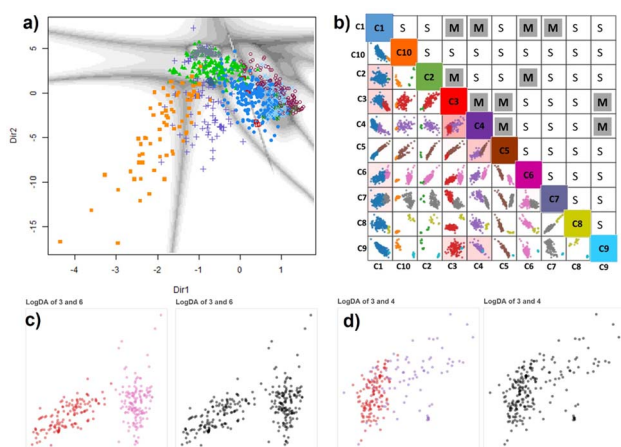 a)
Dir2
5
0
-5
-10
-15
-4
-3
-2
-1
0
1
Dir1
b)
C1 C1 S S M M S M M S S
C10 C10 S S S S S S S S
C2 C2 M S S M S S S
C3 C3 M M S S S M
C4 C4 M S S S M
C5 C5 S S S S
C6 C6 S S S
C7 C7 S S
C8 C8 S
C9 C9
C1 C10 C2 C3 C4 C5 C6 C7 C8 C9
LogDA of 3 and 6
LogDA of 3 and 6
c)
LogDA of 3 and 4
LogDA of 3 and 4
d)